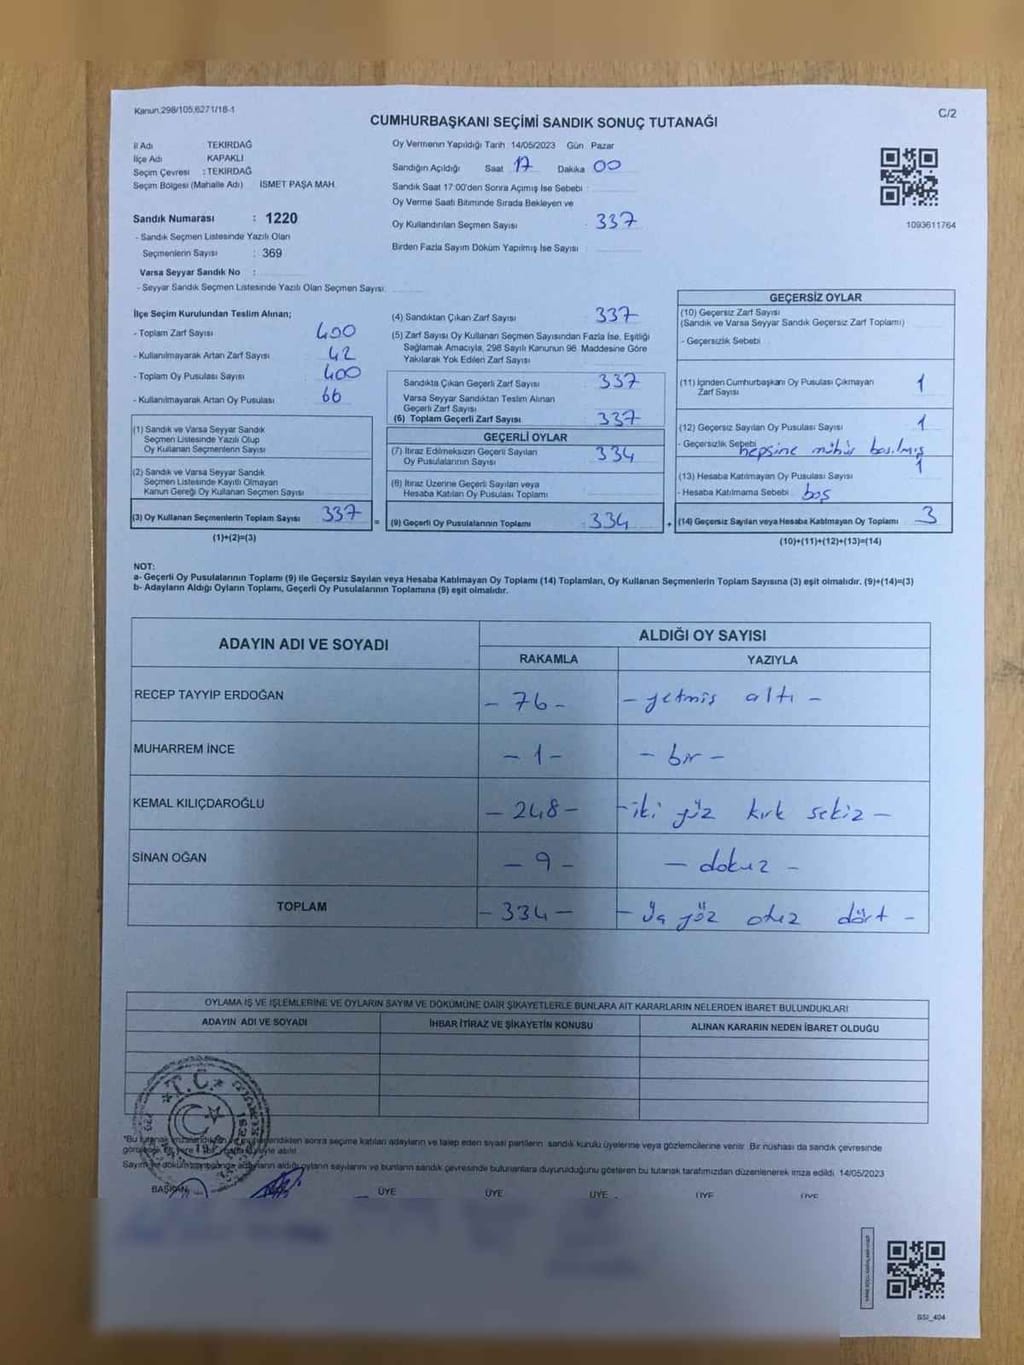 Kanun.298/105,6271/18-1
C/2
CUMHURBAŞKANI SEÇİMİ SANDIK SONUÇ TUTANAĞI
İl Adı TEKİRDAĞ
İlçe Adı KAPAKLI
Seçim Çevresi : TEKİRDAĞ
Seçim Bölgesi (Mahalle Adı) İSMET PAŞA MAH.
Sandık Numarası : 1220
- Sandık Seçmen Listesinde Yazılı Olan
Seçmenlerin Sayısı : 369
Varsa Seyyar Sandık No :
- Seyyar Sandık Seçmen Listesinde Yazılı Olan Seçmen Sayısı:
Oy Vermenin Yapıldığı Tarih 14/05/2023 Gün Pazar
Sandığın Açıldığı Saat 17 Dakika 00
Sandık Saat 17:00'den Sonra Açımış İse Sebebi :
Oy Verme Saati Bitiminde Sırada Bekleyen ve
Oy Kullandırılan Seçmen Sayısı : 337
Birden Fazla Sayım Döküm Yapılmış İse Sayısı :
1093611764
İlçe Seçim Kurulundan Teslim Alınan;
- Toplam Zarf Sayısı 400
- Kullanılmayarak Artan Zarf Sayısı 42
- Toplam Oy Pusulası Sayısı 400
- Kullanılmayarak Artan Oy Pusulası 66
(1) Sandık ve Varsa Seyyar Sandık
Seçmen Listesinde Yazılı Olup
Oy Kullanan Seçmenlerin Sayısı
(2) Sandık ve Varsa Seyyar Sandık
Seçmen Listesinde Kayıtlı Olmayan
Kanun Gereği Oy Kullanan Seçmen Sayısı
(3) Oy Kullanan Seçmenlerin Toplam Sayısı 337
(1)+(2)=(3)
=
(4) Sandıktan Çıkan Zarf Sayısı 337
(5) Zarf Sayısı Oy Kullanan Seçmen Sayısından Fazla İse, Eşitliği
Sağlamak Amacıyla, 298 Sayılı Kanunun 98. Maddesine Göre
Yakılarak Yok Edilen Zarf Sayısı
Sandıkta Çıkan Geçerli Zarf Sayısı 337
Varsa Seyyar Sandıktan Teslim Alınan
Geçerli Zarf Sayısı
(6) Toplam Geçerli Zarf Sayısı 337
GEÇERLİ OYLAR
(7) İtiraz Edilmeksizin Geçerli Sayılan
Oy Pusulalarının Sayısı 334
(8) İtiraz Üzerine Geçerli Sayılan veya
Hesaba Katılan Oy Pusulası Toplamı
(9) Geçerli Oy Pusulalarının Toplamı : 334
+
GEÇERSİZ OYLAR
(10) Geçersiz Zarf Sayısı
(Sandık ve Varsa Seyyar Sandık Geçersiz Zarf Toplamı)
- Geçersizlik Sebebi
(11) İçinden Cumhurbaşkanı Oy Pusulası Çıkmayan
Zarf Sayısı 1
(12) Geçersiz Sayılan Oy Pusulası Sayısı 1
- Geçersizlik Sebebi hepsine mühür basılmış
(13) Hesaba Katılmayan Oy Pusulası Sayısı 1
- Hesaba Katılmama Sebebi boş
(14) Geçersiz Sayılan veya Hesaba Katılmayan Oy Toplamı 3
(10)+(11)+(12)+(13)=(14)
NOT:
a- Geçerli Oy Pusulalarının Toplamı (9) ile Geçersiz Sayılan veya Hesaba Katılmayan Oy Toplamı (14) Toplamları, Oy Kullanan Seçmenlerin Toplam Sayısına (3) eşit olmalıdır. (9)+(14)=(3)
b- Adayların Aldığı Oyların Toplamı, Geçerli Oy Pusulalarının Toplamına (9) eşit olmalıdır.
ADAYIN ADI VE SOYADI
ALDIĞI OY SAYISI
RAKAMLA YAZIYLA
RECEP TAYYIP ERDOĞAN - 76 - - yetmiş altı -
MUHARREM İNCE - 1 - - bir -
KEMAL KILIÇDAROĞLU - 248 - - iki yüz kırk sekiz -
SİNAN OĞAN - 9 - - dokuz -
TOPLAM - 334 - - üç yüz otuz dört -
OYLAMA İŞ VE İŞLEMLERİNE VE OYLARIN SAYIM VE DÖKÜMÜNE DAİR ŞİKAYETLERLE BUNLARA AİT KARARLARIN NELERDEN İBARET BULUNDUKLARI
ADAYIN ADI VE SOYADI İHBAR İTİRAZ VE ŞİKAYETİN KONUSU ALINAN KARARIN NEDEN İBARET OLDUĞU
T.C.
*Bu tutanak sonra seçime katılan adayların ve talep eden siyasi partilerin sandık kurulu üyelerine veya gözlemcilerine verilir. Bir nüshası da sandık çevresinde
Sayım ve döküm adayların aldığı oyların sayılarını ve bunların sandık çevresinde bulunanlara duyurulduğunu gösteren bu tutanak tarafımızdan düzenlenerek imza edildi. 14/05/2023
BAŞKAN ÜYE ÜYE ÜYE ÜYE ÜYE
SSI_404